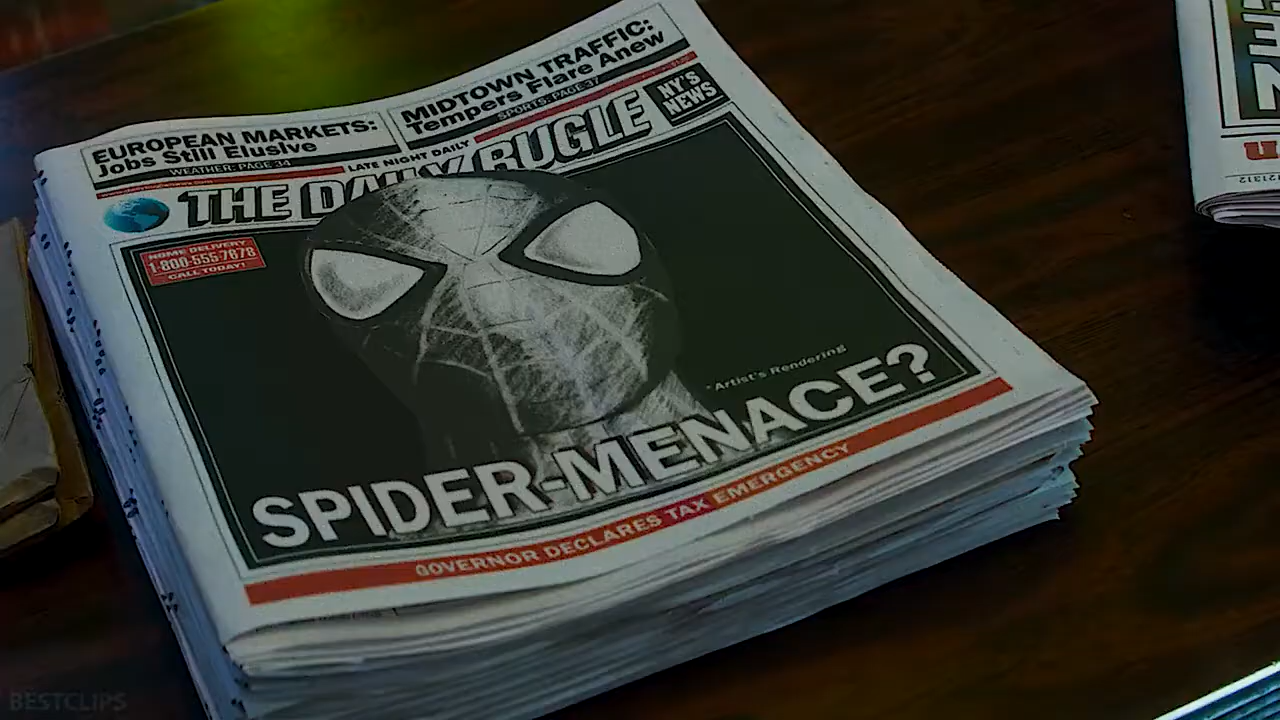 EUROPEAN MARKETS:
Jobs Still Elusive
WEATHER: PAGE 34
MIDTOWN TRAFFIC:
Tempers Flare Anew
SPORTS: PAGE 37
LATE NIGHT DAILY
THE DAILY BUGLE
NY'S
NEWS
HOME DELIVERY
1-800-555-7678
CALL TODAY!
*Artist's Rendering
SPIDER-MENACE?
GOVERNOR DECLARES TAX EMERGENCY
BESTCLIPS